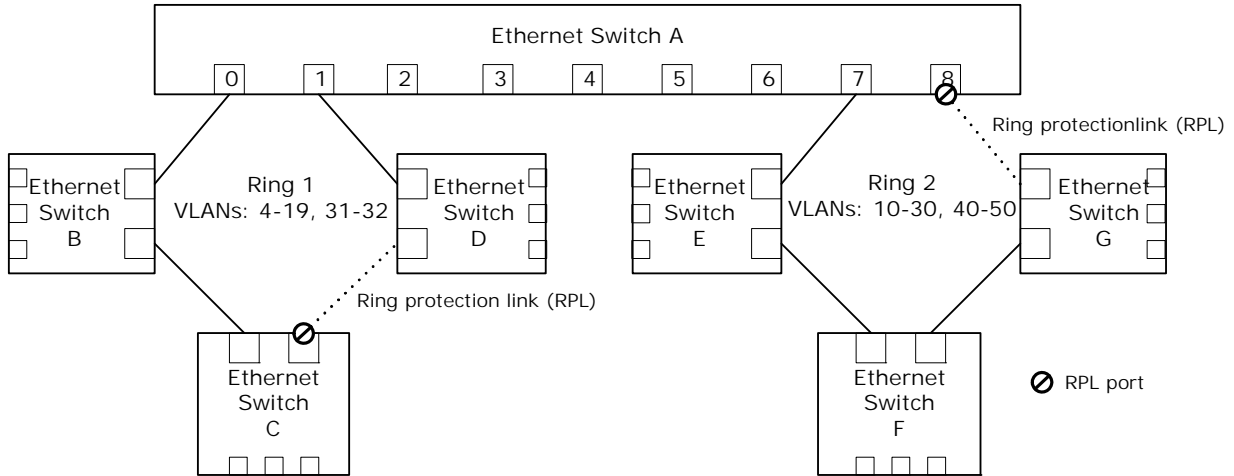 Ethernet Switch A
0 1 2 3 4 5 6 7 8
Ring protectionlink (RPL)
Ethernet
Switch
B
Ring 1
VLANs: 4-19, 31-32
Ethernet
Switch
D
Ethernet
Switch
E
Ring 2
VLANs: 10-30, 40-50
Ethernet
Switch
G
Ring protection link (RPL)
Ethernet
Switch
C
Ethernet
Switch
F
RPL port